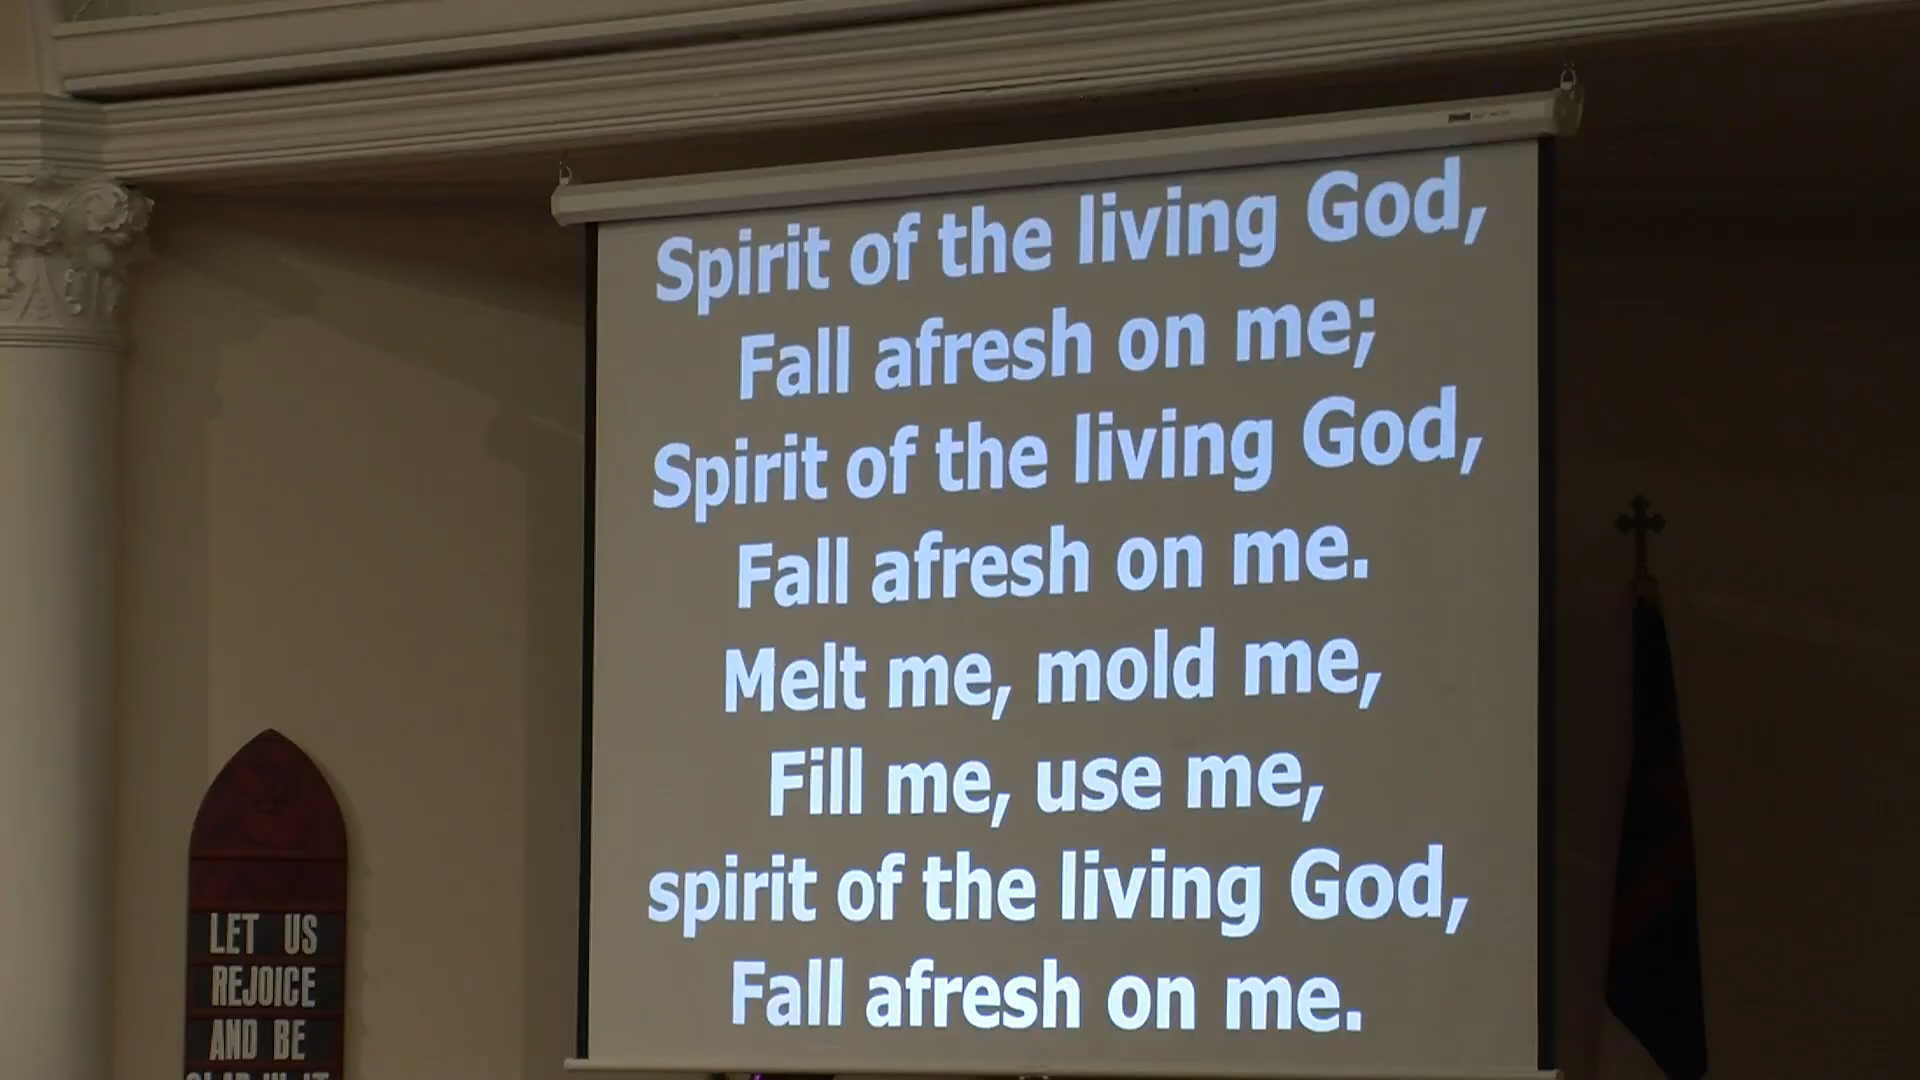 Spirit of the living God,
Fall afresh on me;
Spirit of the living God,
Fall afresh on me.
Melt me, mold me,
Fill me, use me,
spirit of the living God,
Fall afresh on me.
LET US
REJOICE
AND BE